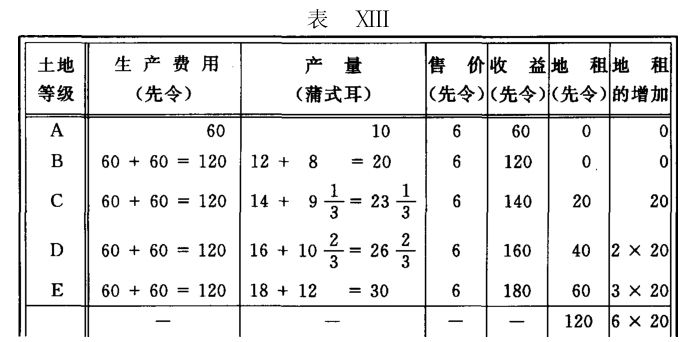 表 XIII
土地等级 生产费用（先令） 产量（蒲式耳） 售价（先令） 收益（先令） 地租（先令） 地租的增加
A 60 10 6 60 0 0
B 60 + 60 = 120 12 + 8 = 20 6 120 0 0
C 60 + 60 = 120 14 + 9 1/3 = 23 1/3 6 140 20 20
D 60 + 60 = 120 16 + 10 2/3 = 26 2/3 6 160 40 2 × 20
E 60 + 60 = 120 18 + 12 = 30 6 180 60 3 × 20
— — — — 120 6 × 20